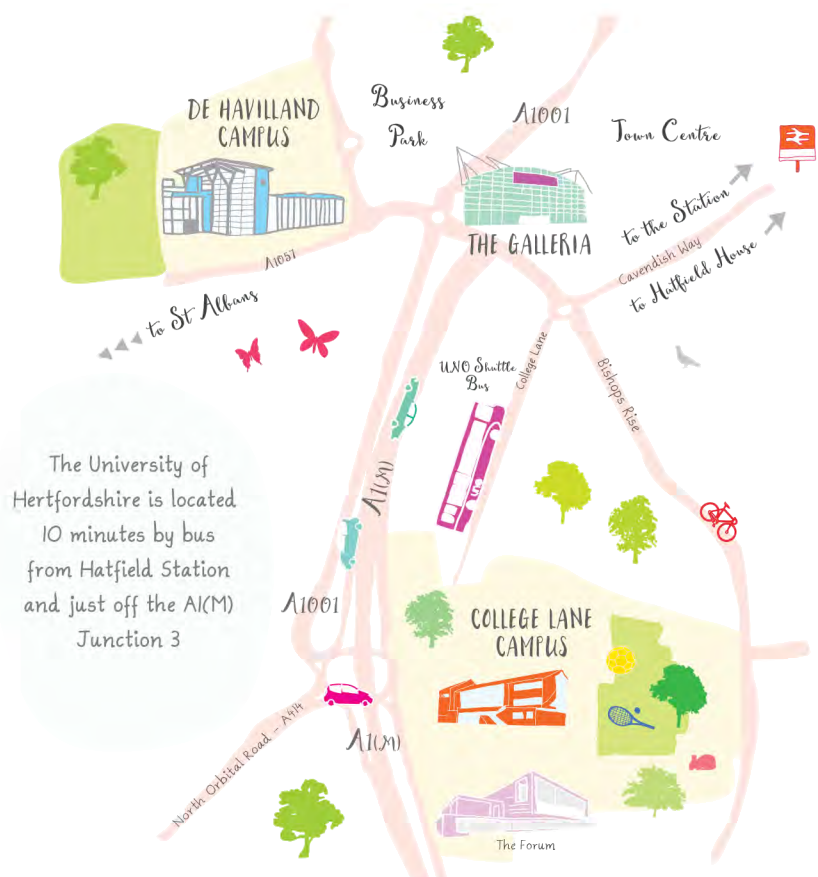 DE HAVILLAND
CAMPUS
Business
Park
A1001
Town Centre
THE GALLERIA
to the Station
Cavendish Way
to Hatfield House
A1057
to St Albans
UNO Shuttle
Bus
College Lane
Bishops Rise
uno
A1(M)
The University of
Hertfordshire is located
10 minutes by bus
from Hatfield Station
and just off the A1(M)
Junction 3
A1001
COLLEGE LANE
CAMPUS
North Orbital Road - A414
A1(M)
The Forum